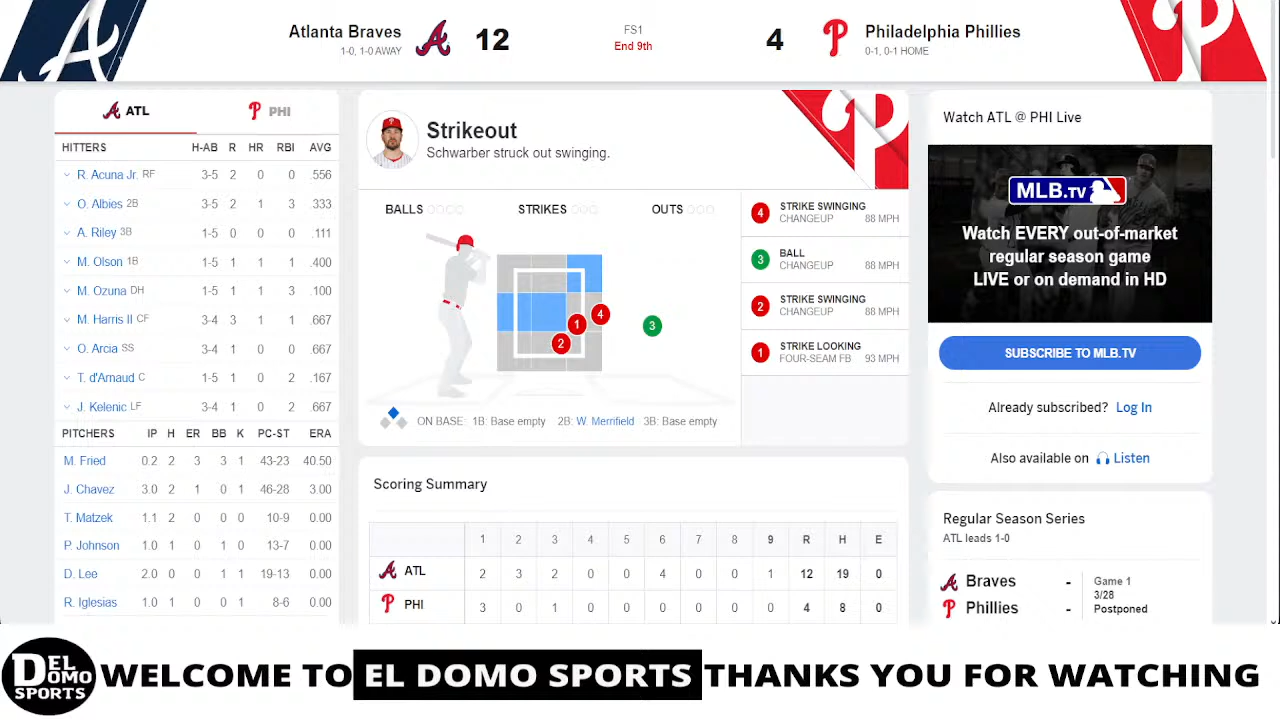 Atlanta Braves
1-0, 1-0 AWAY
12
FS1
End 9th
4
Philadelphia Phillies
0-1, 0-1 HOME
ATL
PHI
HITTERS H-AB R HR RBI AVG
R. Acuna Jr. RF 3-5 2 0 0 .556
O. Albies 2B 3-5 2 1 3 .333
A. Riley 3B 1-5 0 0 0 .111
M. Olson 1B 1-5 1 1 1 .400
M. Ozuna DH 1-5 1 1 3 .100
M. Harris II CF 3-4 3 1 1 .667
O. Arcia SS 3-4 1 0 0 .667
T. d'Arnaud C 1-5 1 0 2 .167
J. Kelenic LF 3-4 1 0 2 .667
PITCHERS IP H ER BB K PC-ST ERA
M. Fried 0.2 2 3 3 1 43-23 40.50
J. Chavez 3.0 2 1 0 1 46-28 3.00
T. Matzek 1.1 2 0 0 0 10-9 0.00
P. Johnson 1.0 1 0 1 0 13-7 0.00
D. Lee 2.0 0 0 1 1 19-13 0.00
R. Iglesias 1.0 1 0 0 1 8-6 0.00
Strikeout
Schwarber struck out swinging.
BALLS STRIKES OUTS
1
2
3
4
ON BASE: 1B: Base empty 2B: W. Merrifield 3B: Base empty
4 STRIKE SWINGING
CHANGEUP 88 MPH
3 BALL
CHANGEUP 88 MPH
2 STRIKE SWINGING
CHANGEUP 88 MPH
1 STRIKE LOOKING
FOUR-SEAM FB 93 MPH
Scoring Summary
1 2 3 4 5 6 7 8 9 R H E
ATL 2 3 2 0 0 4 0 0 1 12 19 0
PHI 3 0 1 0 0 0 0 0 0 4 8 0
Watch ATL @ PHI Live
MLB.TV
Watch EVERY out-of-market
regular season game
LIVE or on demand in HD
SUBSCRIBE TO MLB.TV
Already subscribed? Log In
Also available on Listen
Regular Season Series
ATL leads 1-0
Braves -
Phillies -
Game 1
3/28
Postponed
DEL
DOMO
SPORTS
WELCOME TO EL DOMO SPORTS THANKS YOU FOR WATCHING